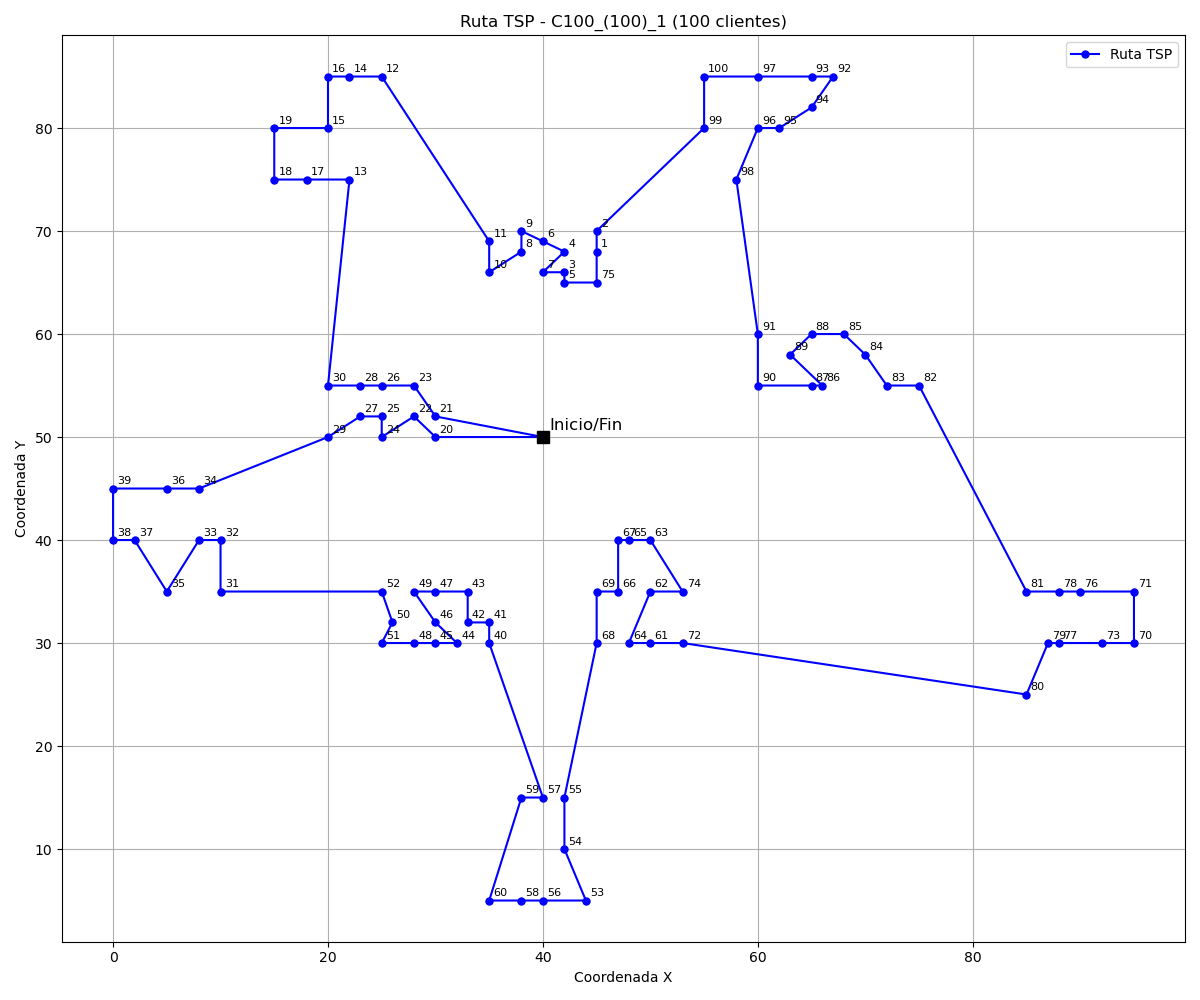 Ruta TSP - C100_(100)_1 (100 clientes)
Ruta TSP
16 14 12 100 97 93 92
94
19 15 99 96 95
18 17 13 98
9 2
11 6
8 4 1
10 7 3
5 75
91 88 85
89 84
30 28 26 23 90 87 86 83 82
27 25 22 21 Inicio/Fin
29 24 20
39 36 34
38 37 33 32 67 65 63
35 31 52 49 47 43 69 66 62 74 81 78 76 71
50 46 42 41
51 48 45 44 40 68 64 61 72 79 77 73 70
80
59 57 55
54
60 58 56 53
80
70
60
50
40
30
20
10
0 20 40 60 80
Coordenada X
Coordenada Y